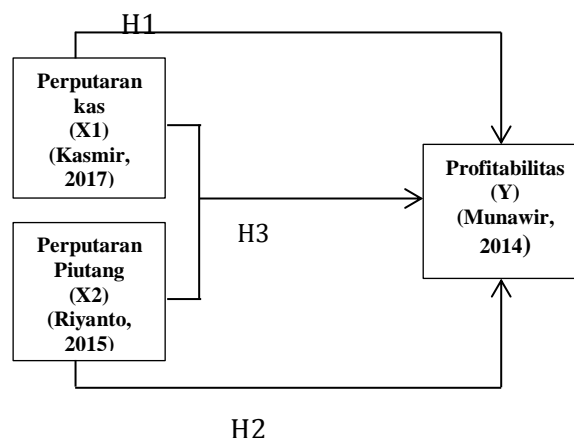 H1
Perputaran
kas
(X1)
(Kasmir,
2017)
Profitabilitas
(Y)
(Munawir,
2014)
H3
Perputaran
Piutang
(X2)
(Riyanto,
2015)
H2